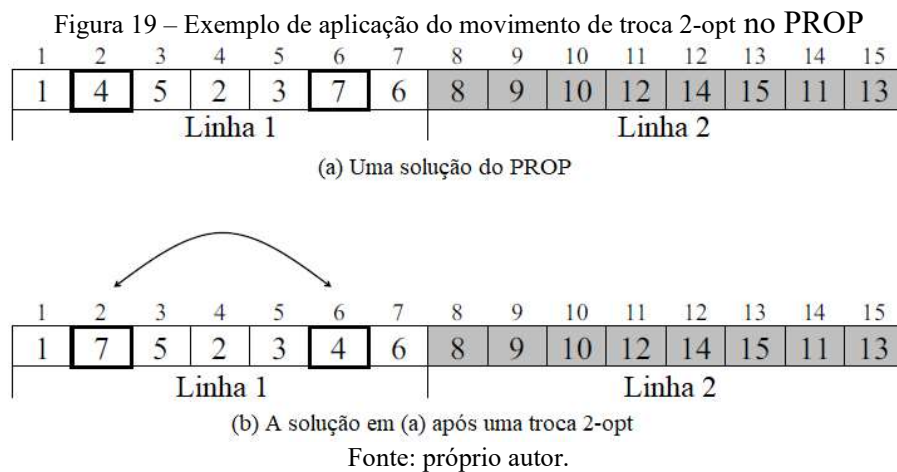 Figura 19 – Exemplo de aplicação do movimento de troca 2-opt no PROP
1 2 3 4 5 6 7 8 9 10 11 12 13 14 15
1 4 5 2 3 7 6 8 9 10 12 14 15 11 13
Linha 1 Linha 2
(a) Uma solução do PROP
1 2 3 4 5 6 7 8 9 10 11 12 13 14 15
1 7 5 2 3 4 6 8 9 10 12 14 15 11 13
Linha 1 Linha 2
(b) A solução em (a) após uma troca 2-opt
Fonte: próprio autor.